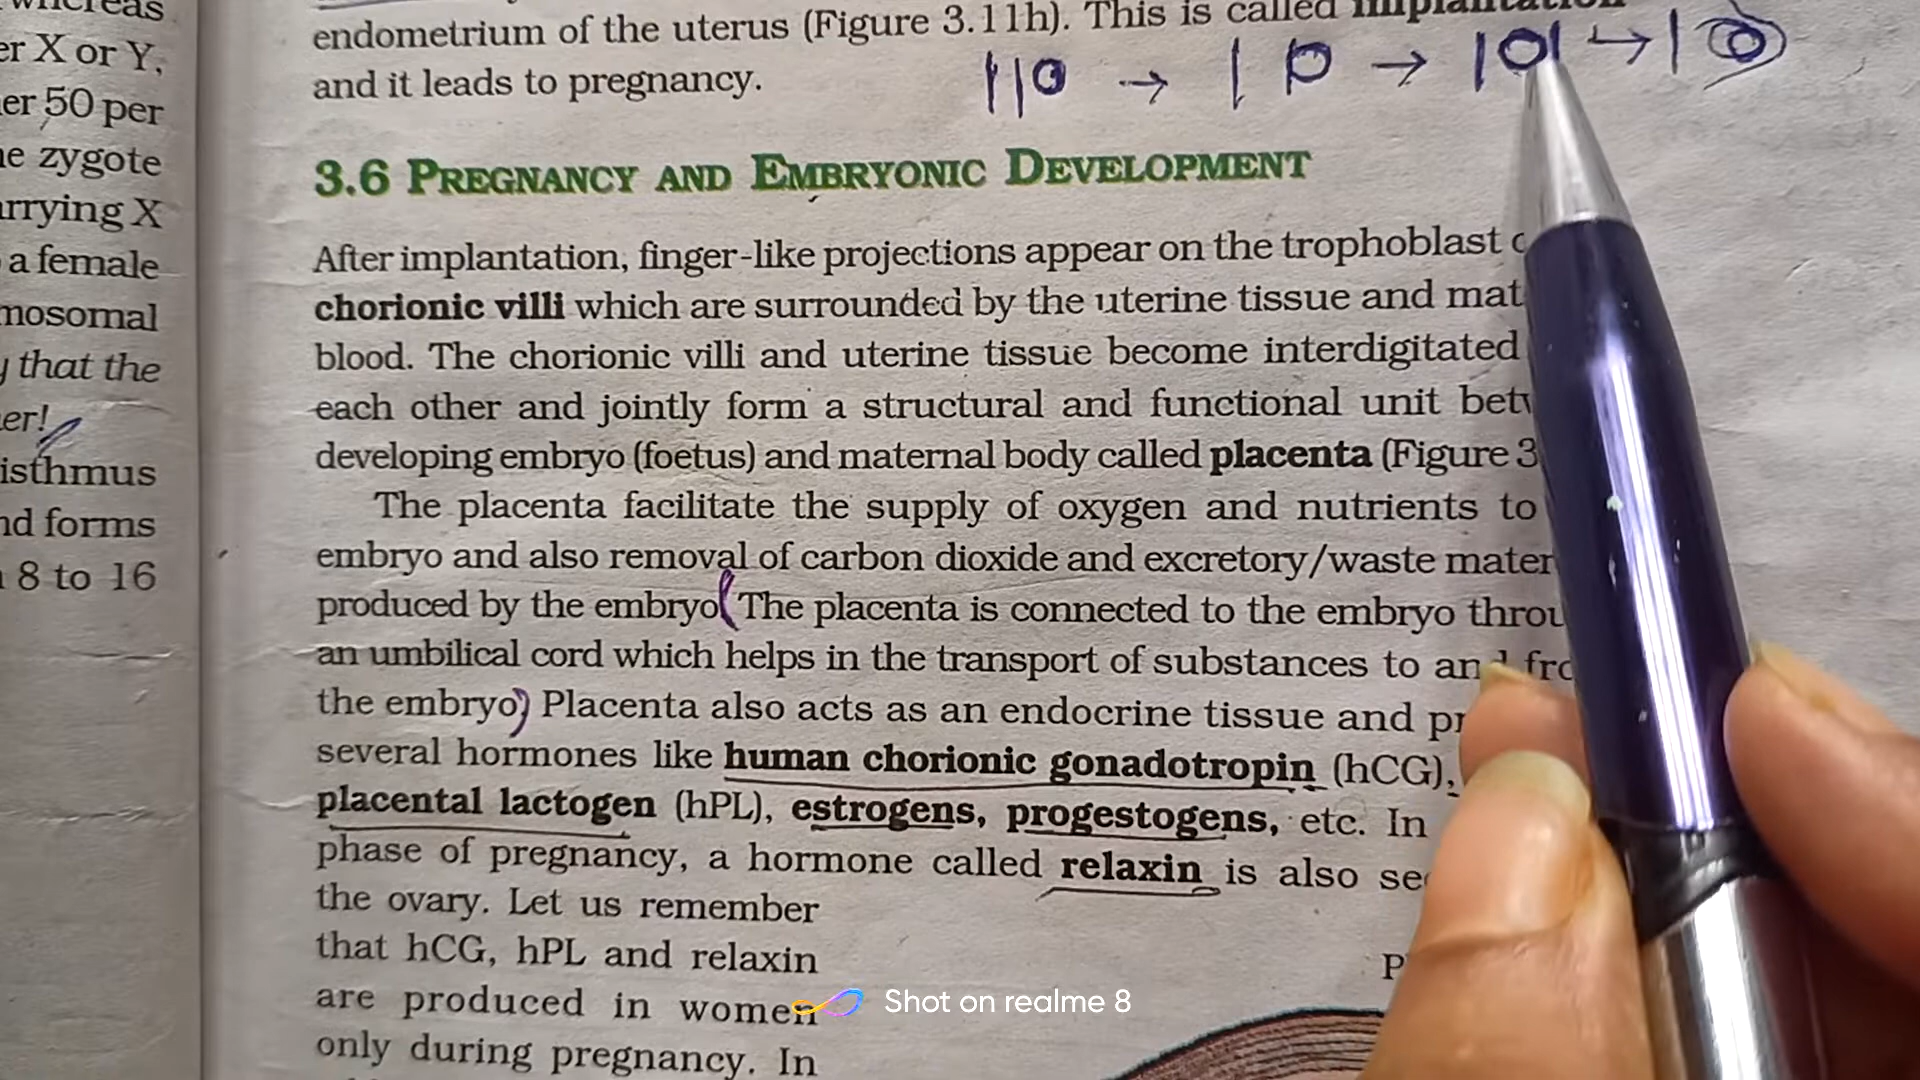 whereas
er X or Y,
er 50 per
e zygote
rrying X
a female
mosomal
that the
er!
isthmus
nd forms
8 to 16
endometrium of the uterus (Figure 3.11h). This is called implantation
and it leads to pregnancy.
3.6 PREGNANCY AND EMBRYONIC DEVELOPMENT
After implantation, finger-like projections appear on the trophoblast
chorionic villi which are surrounded by the uterine tissue and mat
blood. The chorionic villi and uterine tissue become interdigitated
each other and jointly form a structural and functional unit bet
developing embryo (foetus) and maternal body called placenta (Figure 3
The placenta facilitate the supply of oxygen and nutrients to
embryo and also removal of carbon dioxide and excretory/waste mater
produced by the embryo (The placenta is connected to the embryo throu
an umbilical cord which helps in the transport of substances to and fro
the embryo) Placenta also acts as an endocrine tissue and pr
several hormones like human chorionic gonadotropin (hCG),
placental lactogen (hPL), estrogens, progestogens, etc. In
phase of pregnancy, a hormone called relaxin is also se
the ovary. Let us remember
that hCG, hPL and relaxin
are produced in women
only during pregnancy. In
P
Shot on realme 8